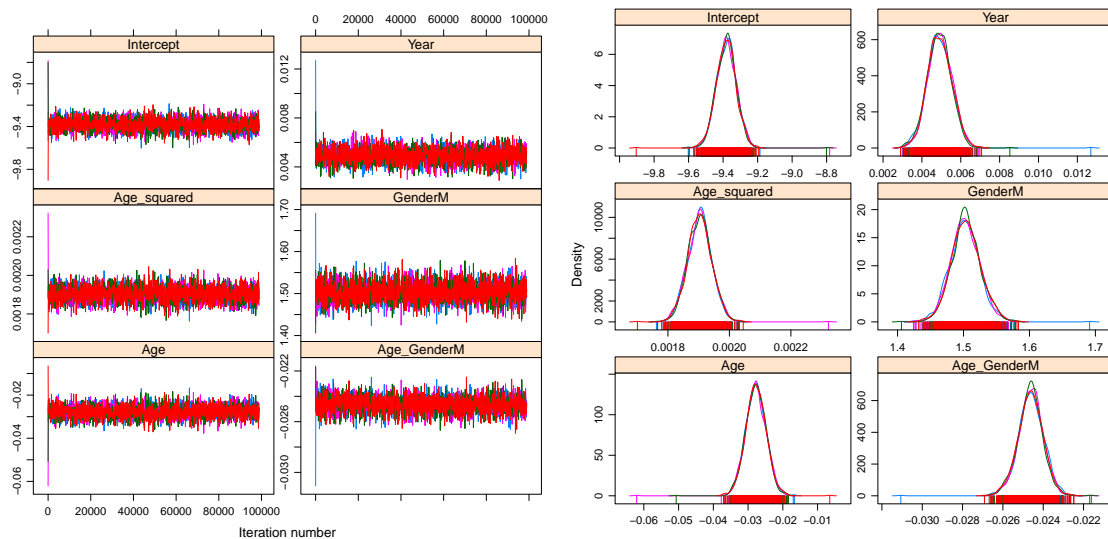 0 20000 40000 60000 80000 100000
Intercept
Year
−9.8 −9.4 −9.0
0.004 0.008 0.012
Age_squared
GenderM
0.0018 0.0020 0.0022
1.40 1.50 1.60 1.70
Age
Age_GenderM
−0.06 −0.04 −0.02
−0.030 −0.026 −0.022
0 20000 40000 60000 80000 100000
Iteration number
Intercept
Year
0 2 4 6
0 200 400 600
−9.8 −9.6 −9.4 −9.2 −9.0 −8.8
0.002 0.004 0.006 0.008 0.010 0.012
Age_squared
GenderM
Density
0 2000 4000 6000 8000 10000
0 5 10 15 20
0.0018 0.0020 0.0022
1.4 1.5 1.6 1.7
Age
Age_GenderM
0 50 100 150
0 200 400 600 800
−0.06 −0.05 −0.04 −0.03 −0.02 −0.01
−0.030 −0.028 −0.026 −0.024 −0.022